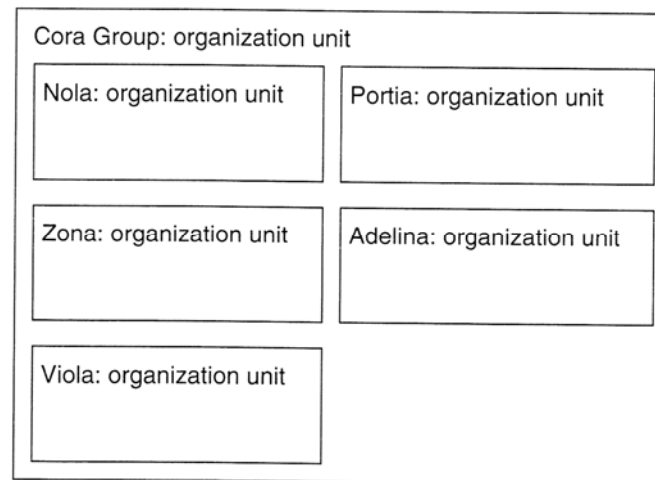 Cora Group: organization unit
Nola: organization unit
Portia: organization unit
Zona: organization unit
Adelina: organization unit
Viola: organization unit